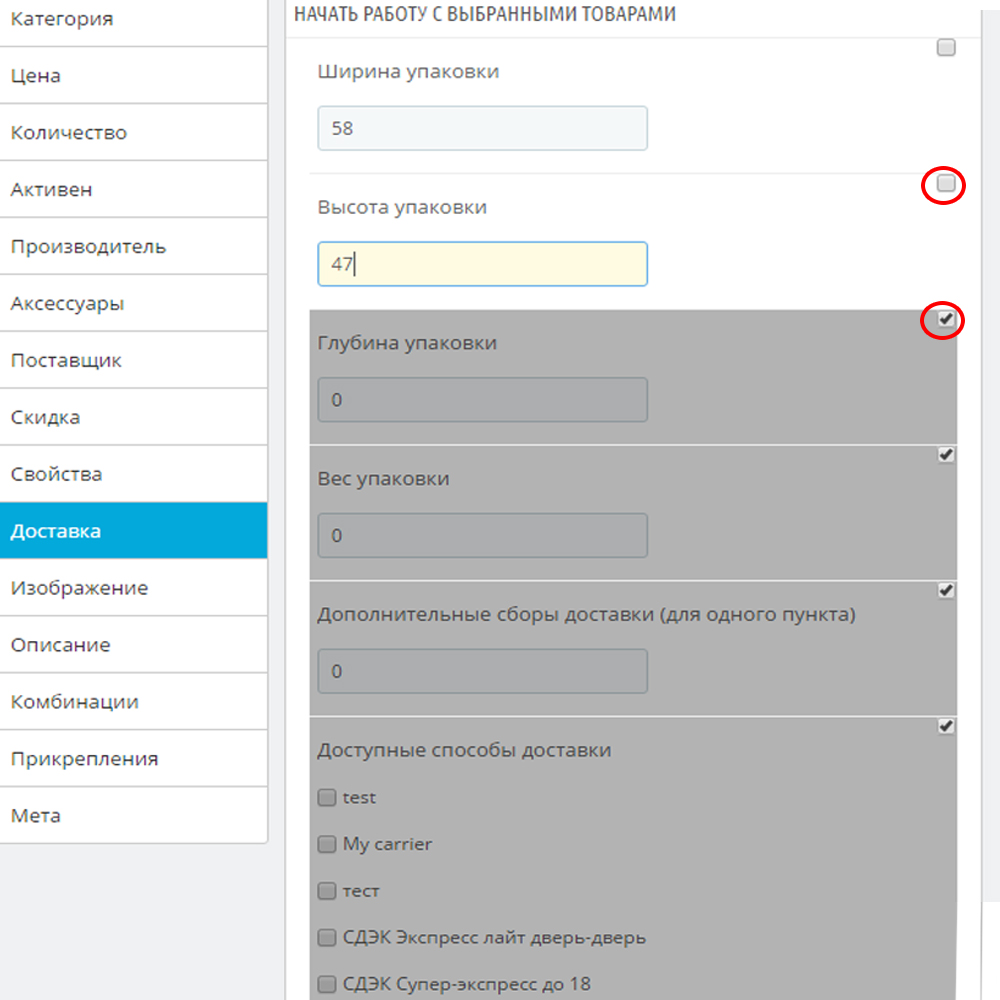 НАЧАТЬ РАБОТУ С ВЫБРАННЫМИ ТОВАРАМИ
Категория
Цена
Количество
Активен
Производитель
Аксессуары
Поставщик
Скидка
Свойства
Доставка
Изображение
Описание
Комбинации
Прикрепления
Мета
Ширина упаковки
58
Высота упаковки
47
Глубина упаковки
0
Вес упаковки
0
Дополнительные сборы доставки (для одного пункта)
0
Доступные способы доставки
test
My carrier
тест
СДЭК Экспресс лайт дверь-дверь
СДЭК Супер-экспресс до 18